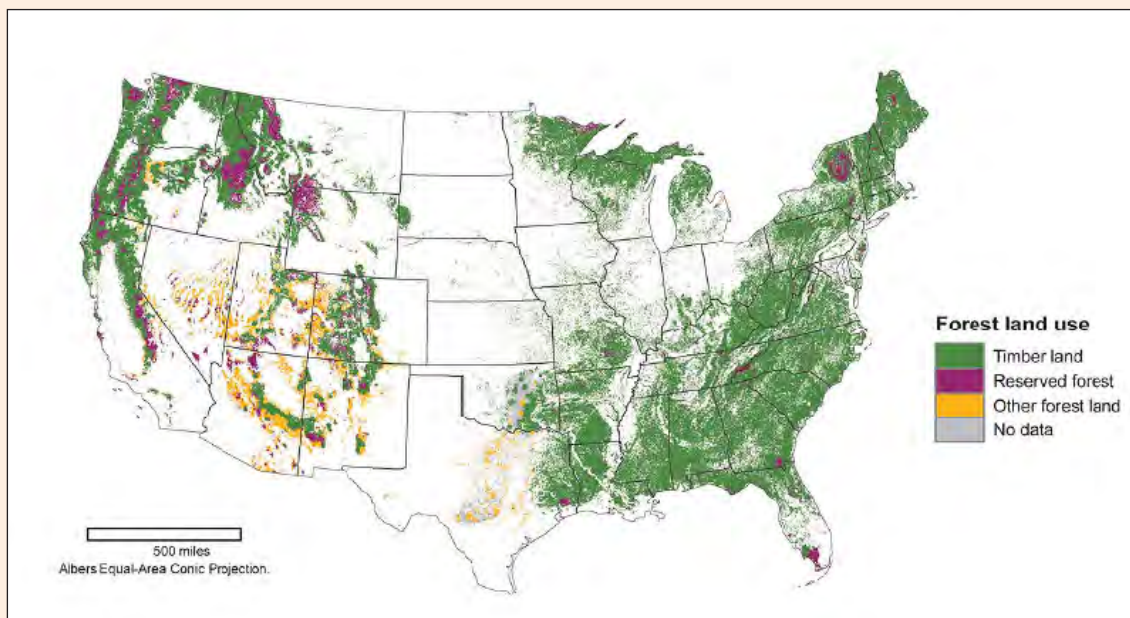 Forest land use
Timber land
Reserved forest
Other forest land
No data
500 miles
Albers Equal-Area Conic Projection.